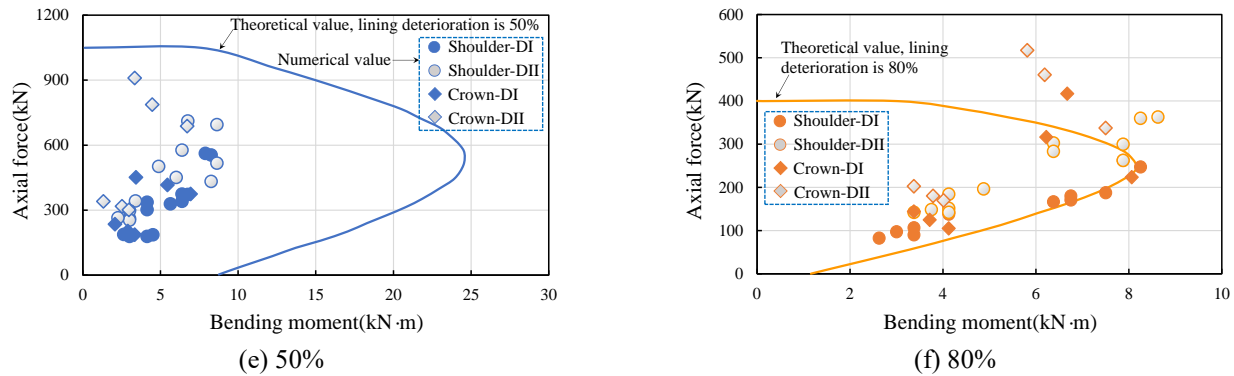 Theoretical value, lining deterioration is 50%
Numerical value
Shoulder-DI
Shoulder-DII
Crown-DI
Crown-DII
1200
900
600
300
0
0 5 10 15 20 25 30
Axial force(kN)
Bending moment(kN·m)
(e) 50%
Theoretical value, lining
deterioration is 80%
Shoulder-DI
Shoulder-DII
Crown-DI
Crown-DII
600
500
400
300
200
100
0
0 2 4 6 8 10
Axial force(kN)
Bending moment(kN·m)
(f) 80%